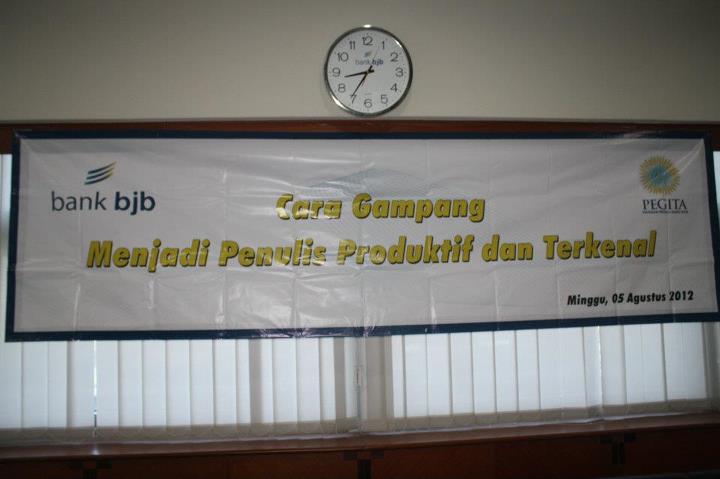 12
11
1
10
bank bjb
2
9
3
8
4
7
5
6
bank bjb
Cara Gampang
Menjadi Penulis Produktif dan Terkenal
PEGITA
Minggu, 05 Agustus 2012